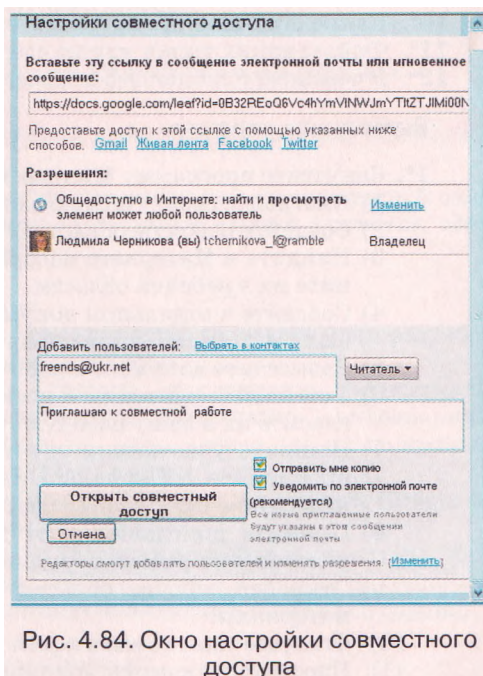 Настройки совместного доступа
Вставьте эту ссылку в сообщение электронной почты или мгновенное
сообщение:
https://docs.google.com/leaf?id=0B32REoQ6Vc4hYmVlNWJmYTItZTJlMi00N
Предоставьте доступ к этой ссылке с помощью указанных ниже
способов. Gmail Живая лента Facebook Twitter
Разрешения:
Общедоступно в Интернете: найти и просмотреть Изменить
элемент может любой пользователь
Людмила Черникова (вы) tchernikova_l@ramble Владелец
Добавить пользователей: Выбрать в контактах
freends@ukr.net Читатель
Приглашаю к совместной работе
Отправить мне копию
Уведомить по электронной почте
(рекомендуется)
Открыть совместный
доступ
Все новые приглашенные пользователи
будут указаны в этом сообщении
электронной почты
Отмена
Редакторы смогут добавлять пользователей и изменять разрешения. [Изменить]
Рис. 4.84. Окно настройки совместного
доступа